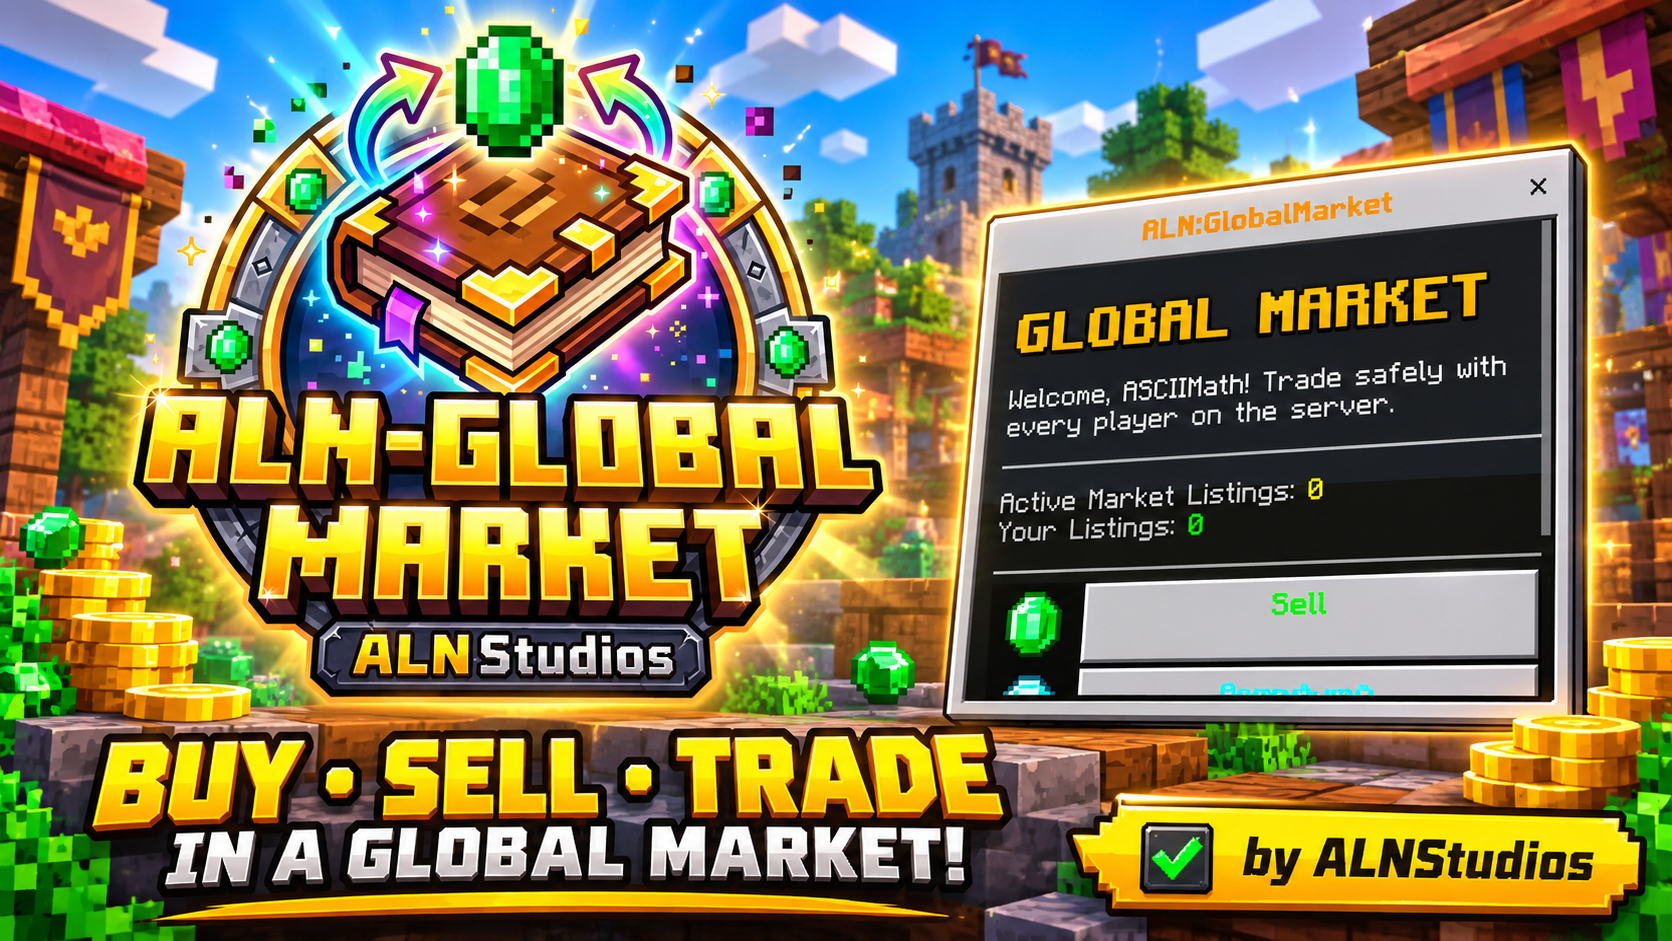 ALN-GLOBAL
MARKET
ALNStudios
BUY • SELL • TRADE
IN A GLOBAL MARKET!
ALN:GlobalMarket
GLOBAL MARKET
Welcome, ASCIIMath! Trade safely with
every player on the server.
Active Market Listings: 0
Your Listings: 0
Sell
by ALNStudios